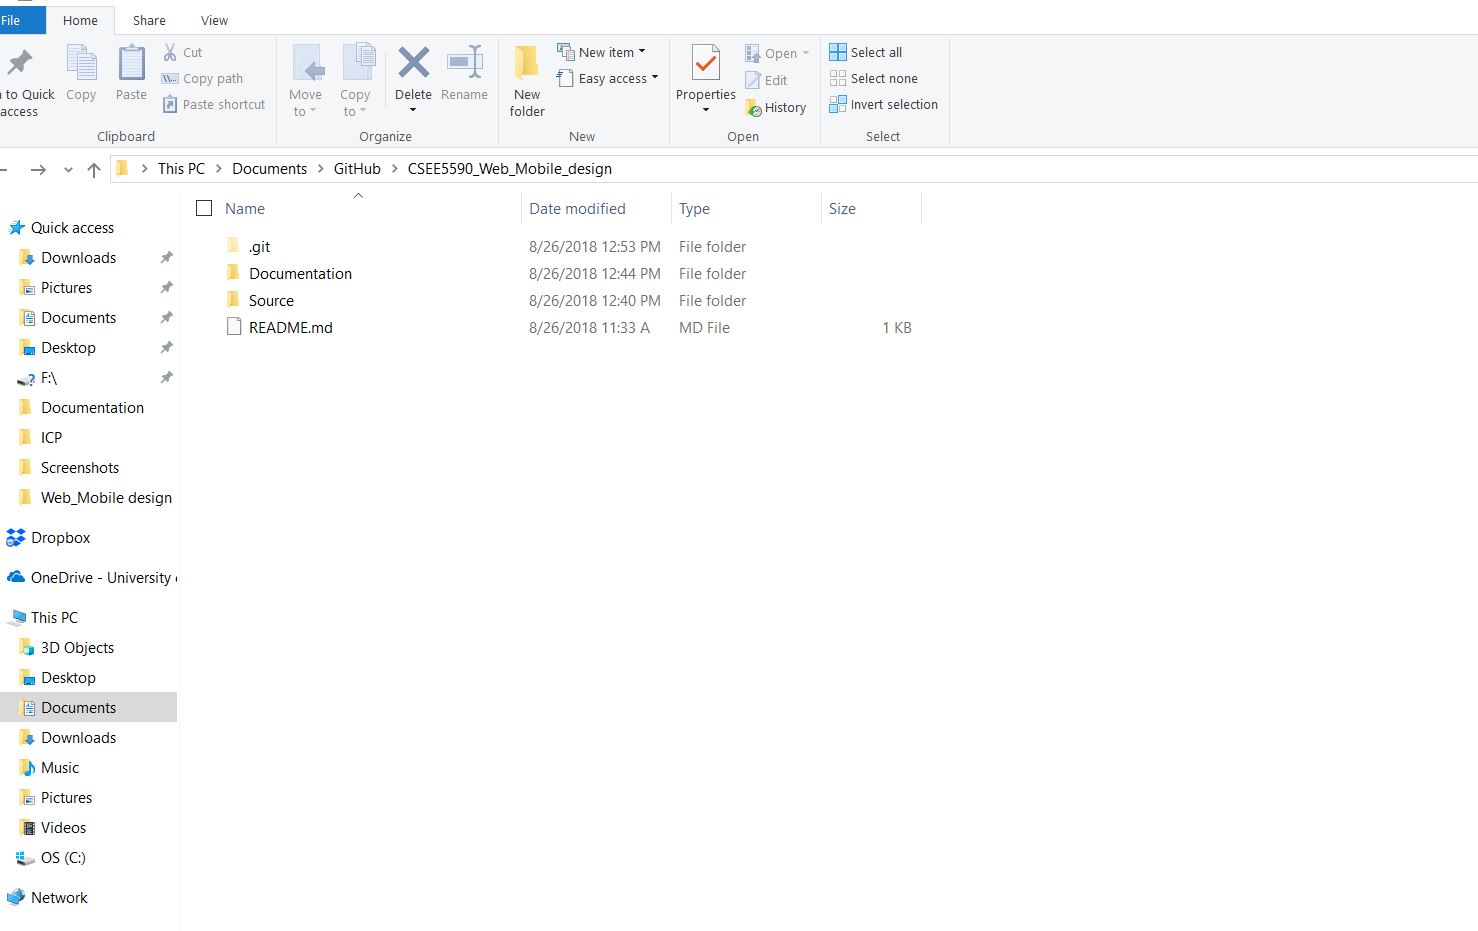 File Home Share View
to Quick access
Copy
Paste
Cut
Copy path
Paste shortcut
Clipboard
Move to
Copy to
Delete
Rename
Organize
New folder
New item
Easy access
New
Properties
Open
Edit
History
Open
Select all
Select none
Invert selection
Select
This PC > Documents > GitHub > CSEE5590_Web_Mobile_design
Name Date modified Type Size
.git 8/26/2018 12:53 PM File folder
Documentation 8/26/2018 12:44 PM File folder
Source 8/26/2018 12:40 PM File folder
README.md 8/26/2018 11:33 A MD File 1 KB
Quick access
Downloads
Pictures
Documents
Desktop
F:\
Documentation
ICP
Screenshots
Web_Mobile design
Dropbox
OneDrive - University
This PC
3D Objects
Desktop
Documents
Downloads
Music
Pictures
Videos
OS (C:)
Network